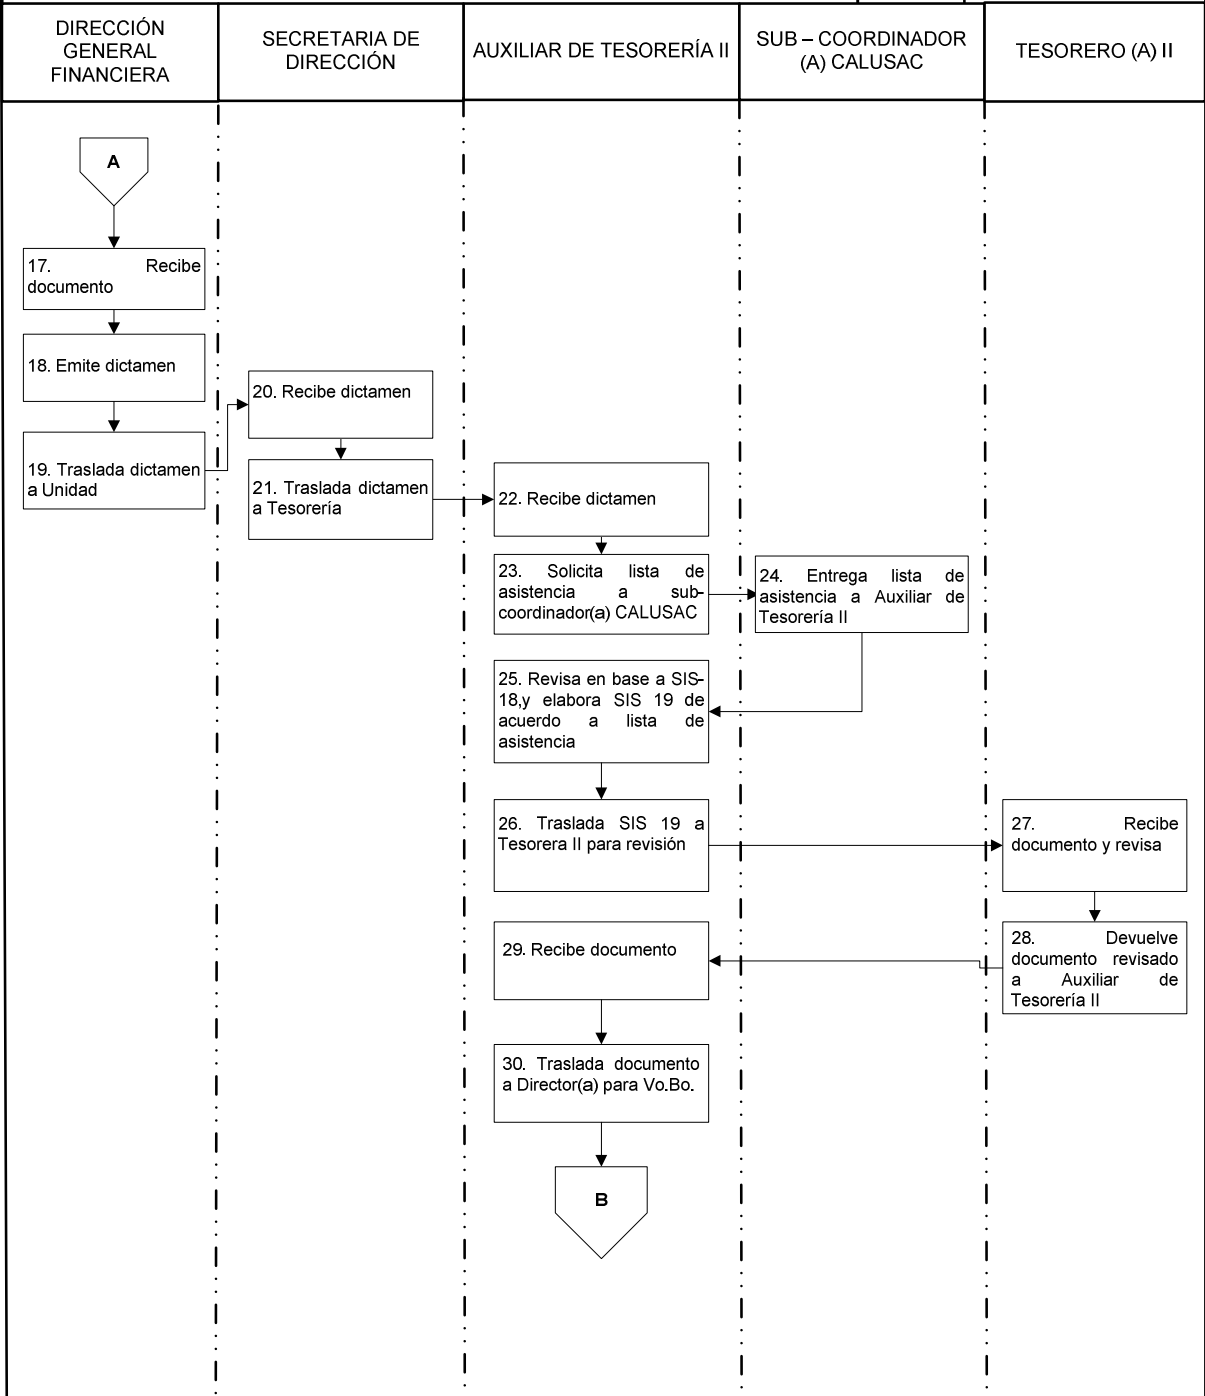 DIRECCIÓN
GENERAL
FINANCIERA
SECRETARIA DE
DIRECCIÓN
AUXILIAR DE TESORERÍA II
SUB – COORDINADOR
(A) CALUSAC
TESORERO (A) II
A
17. Recibe
documento
18. Emite dictamen
19. Traslada dictamen
a Unidad
20. Recibe dictamen
21. Traslada dictamen
a Tesorería
22. Recibe dictamen
23. Solicita lista de
asistencia a sub-
coordinador(a) CALUSAC
24. Entrega lista de
asistencia a Auxiliar de
Tesorería II
25. Revisa en base a SIS-
18,y elabora SIS 19 de
acuerdo a lista de
asistencia
26. Traslada SIS 19 a
Tesorera II para revisión
27. Recibe
documento y revisa
28. Devuelve
documento revisado
a Auxiliar de
Tesorería II
29. Recibe documento
30. Traslada documento
a Director(a) para Vo.Bo.
B